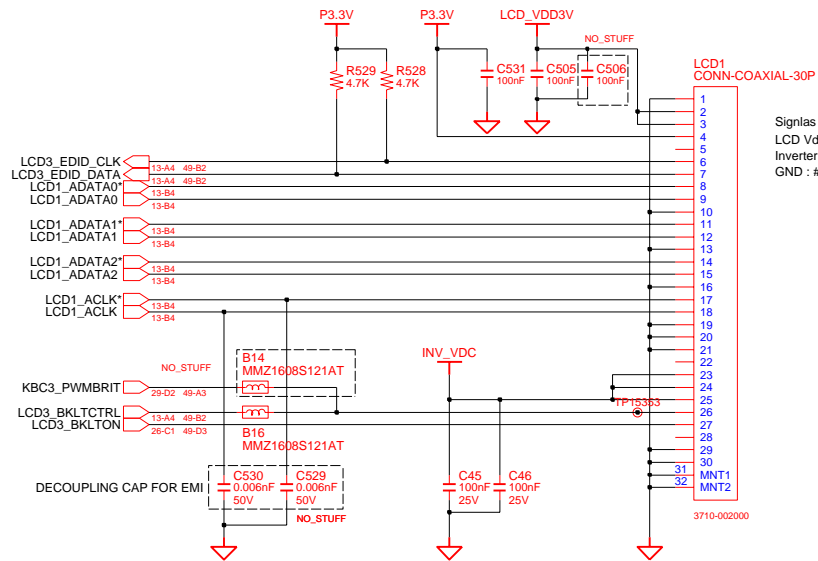 P3.3V
P3.3V
LCD_VDD3V
NO_STUFF
R529
4.7K
R528
4.7K
C531
100nF
C505
100nF
C506
100nF
LCD1
CONN-COAXIAL-30P
1
2
3
4
5
6
7
8
9
10
11
12
13
14
15
16
17
18
19
20
21
22
23
24
25
26
27
28
29
30
31 MNT1
32 MNT2
3710-002000
Signlas
LCD Vd
Inverter
GND : #
LCD3_EDID_CLK
13-A4 49-B2
LCD3_EDID_DATA
13-A4 49-B2
LCD1_ADATA0*
13-B4
LCD1_ADATA0
13-B4
LCD1_ADATA1*
13-B4
LCD1_ADATA1
13-B4
LCD1_ADATA2*
13-B4
LCD1_ADATA2
13-B4
LCD1_ACLK*
13-B4
LCD1_ACLK
13-B4
NO_STUFF
B14
MMZ1608S121AT
INV_VDC
KBC3_PWMBRIT
29-D2 49-A3
LCD3_BKLTCTRL
13-A4 49-B2
LCD3_BKLTON
26-C1 49-D3
TP15353
B16
MMZ1608S121AT
DECOUPLING CAP FOR EMI
C530
0.006nF
50V
C529
0.006nF
50V
NO_STUFF
C45
100nF
25V
C46
100nF
25V